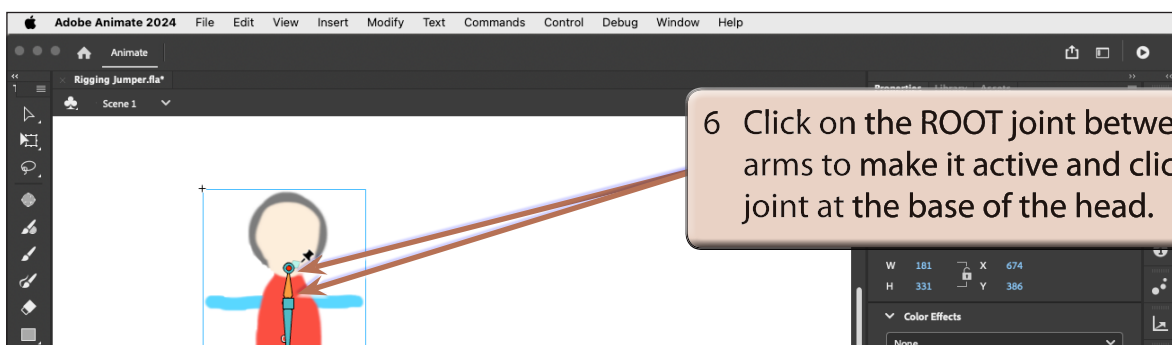 Adobe Animate 2024 File Edit View Insert Modify Text Commands Control Debug Window Help
Animate
Rigging Jumper.fla*
Scene 1
6 Click on the ROOT joint betwe
arms to make it active and clic
joint at the base of the head.
W 181 X 674
H 331 Y 386
Color Effects
None